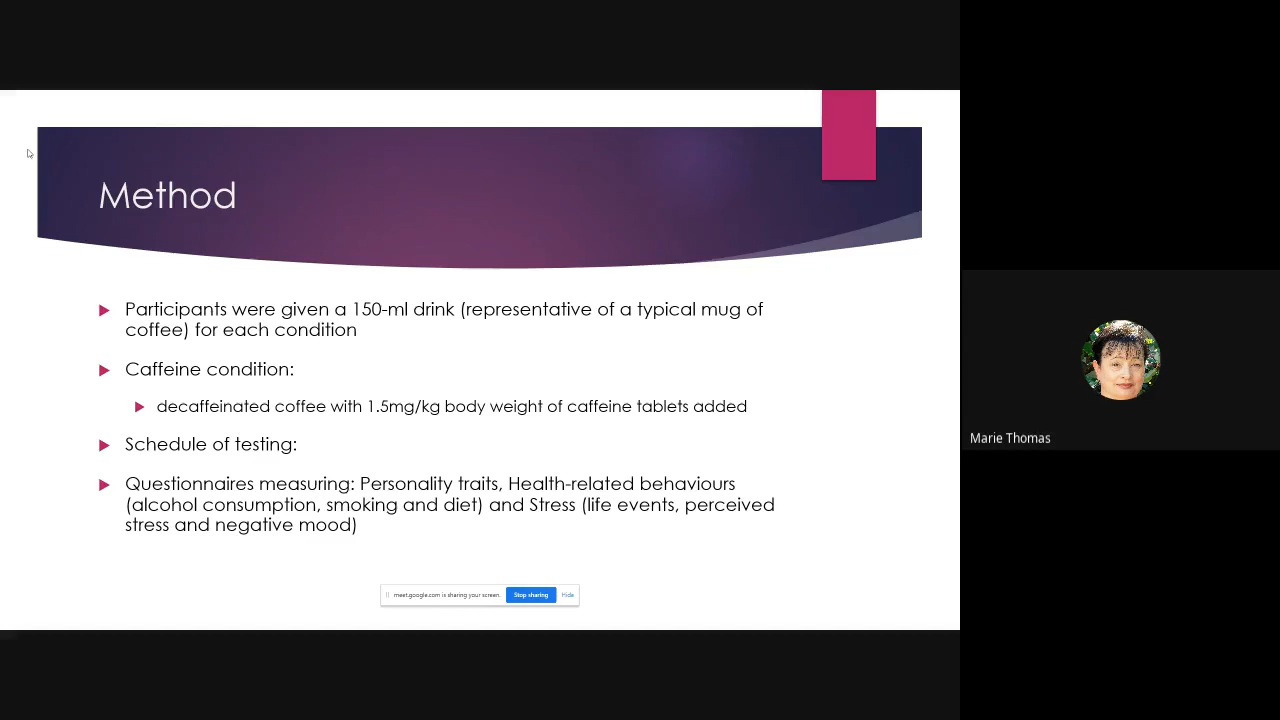 Method
Participants were given a 150-ml drink (representative of a typical mug of
coffee) for each condition
Caffeine condition:
decaffeinated coffee with 1.5mg/kg body weight of caffeine tablets added
Schedule of testing:
Questionnaires measuring: Personality traits, Health-related behaviours
(alcohol consumption, smoking and diet) and Stress (life events, perceived
stress and negative mood)
meet.google.com is sharing your screen.
Stop sharing
Hide
Marie Thomas